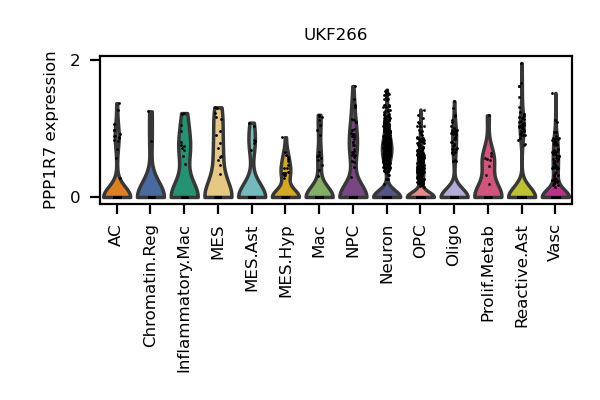 UKF266
PPP1R7 expression
2
0
AC
Chromatin.Reg
Inflammatory.Mac
MES
MES.Ast
MES.Hyp
Mac
NPC
Neuron
OPC
Oligo
Prolif.Metab
Reactive.Ast
Vasc